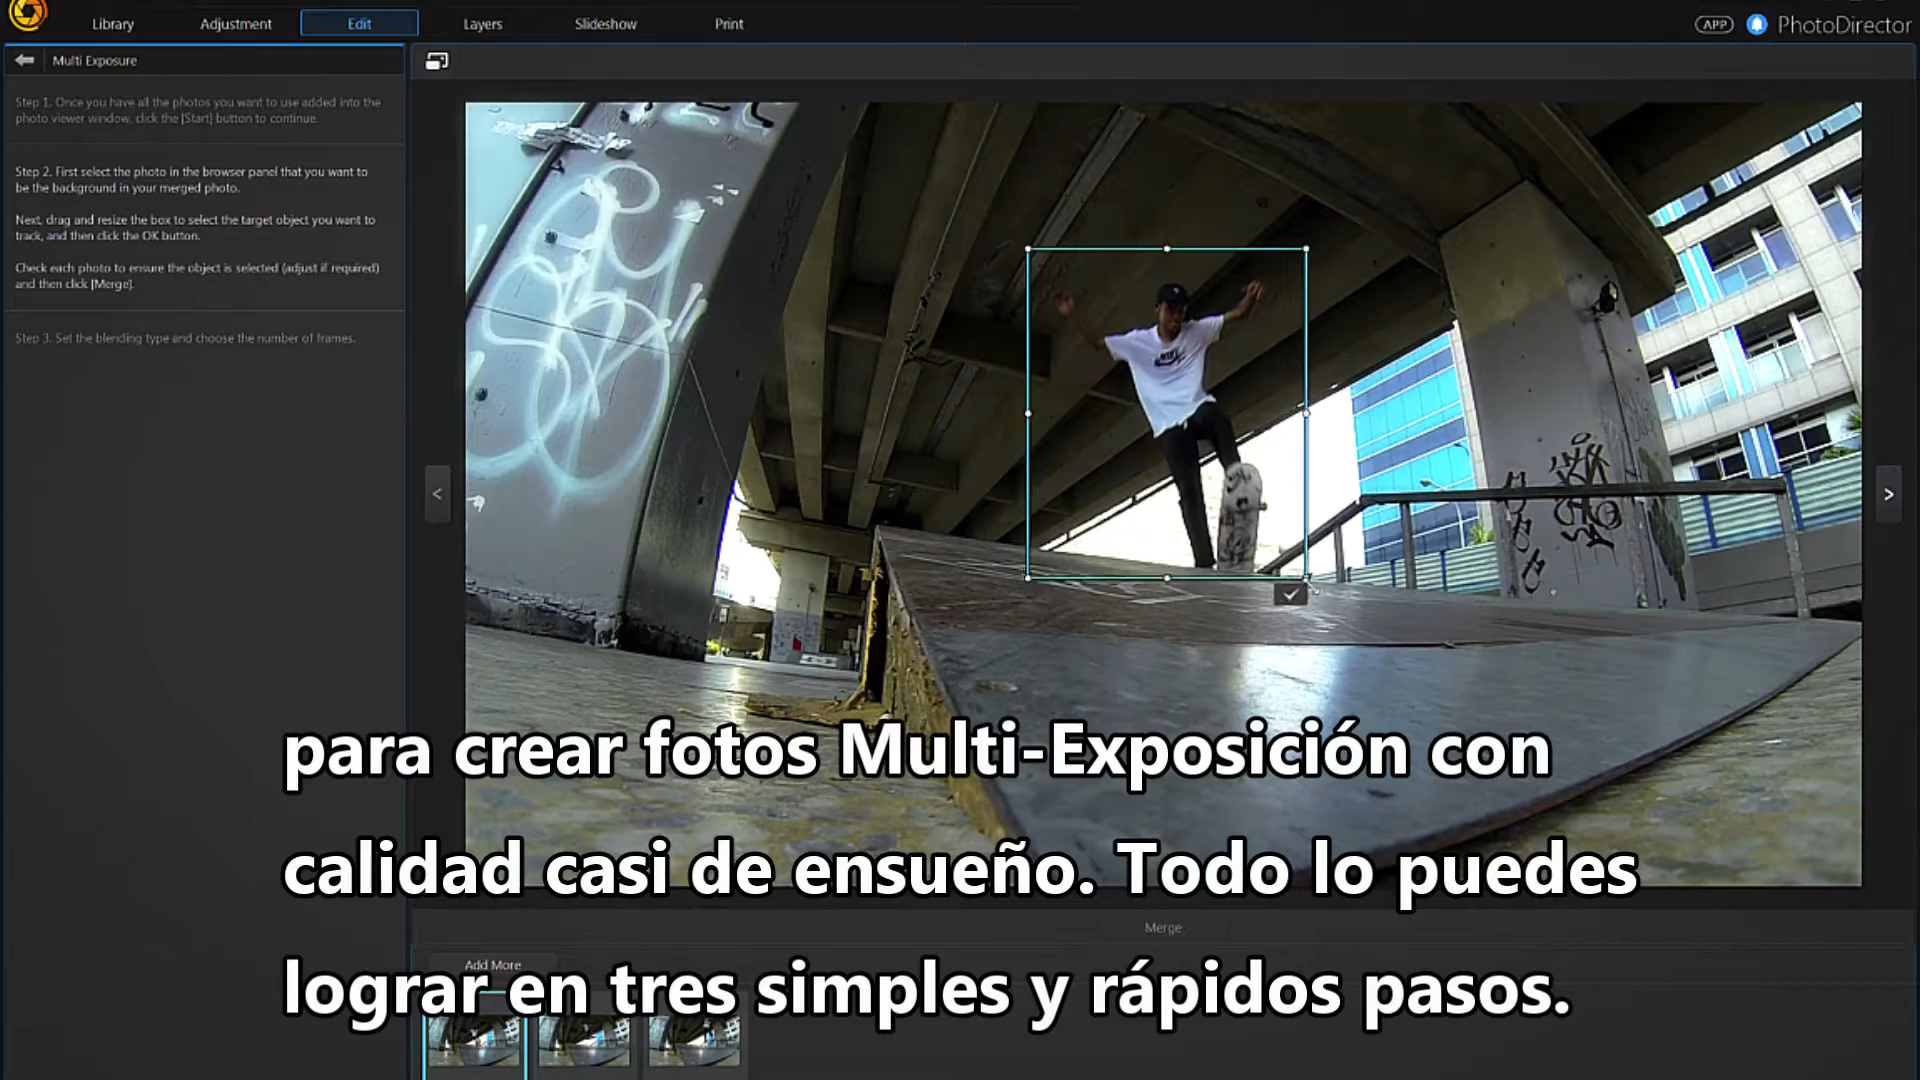 Library
Adjustment
Edit
Layers
Slideshow
Print
APP
PhotoDirector
Multi Exposure
Step 1. Once you have all the photos you want to use added into the
photo viewer window, click the [Start] button to continue.
Step 2. First select the photo in the browser panel that you want to
be the background in your merged photo.
Next, drag and resize the box to select the target object you want to
track, and then click the OK button.
Check each photo to ensure the object is selected (adjust if required)
and then click [Merge].
Step 3. Set the blending type and choose the number of frames.
NIKE
para crear fotos Multi-Exposición con
calidad casi de ensueño. Todo lo puedes
Merge
Add More
lograr en tres simples y rápidos pasos.